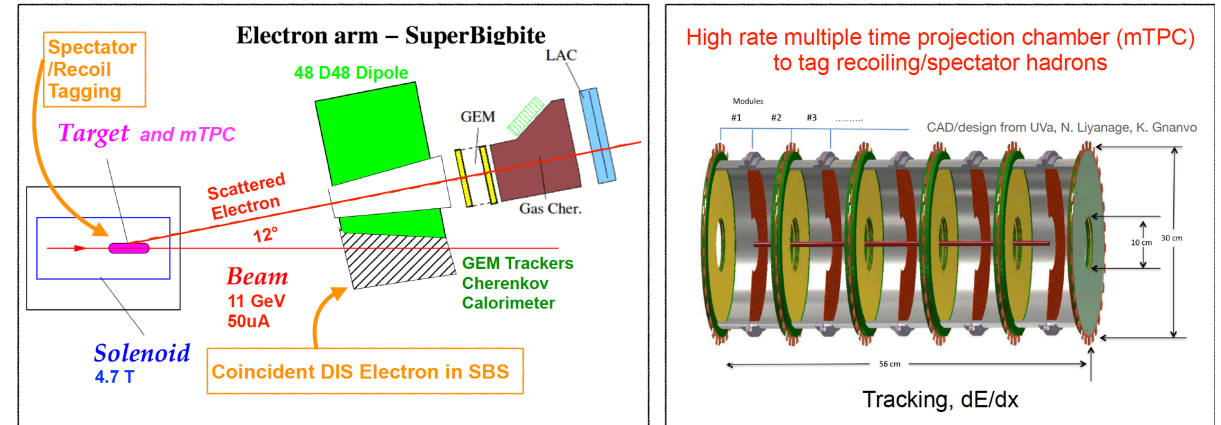 Spectator
/Recoil
Tagging
Electron arm – SuperBigbite
48 D48 Dipole
LAC
GEM
Target and mTPC
Scattered
Electron
12°
Gas Cher.
Beam
11 GeV
50uA
GEM Trackers
Cherenkov
Calorimeter
Solenoid
4.7 T
Coincident DIS Electron in SBS
High rate multiple time projection chamber (mTPC)
to tag recoiling/spectator hadrons
Modules
#1 #2 #3 ..........
CAD/design from UVa, N. Liyanage, K. Gnanvo
10 cm
30 cm
56 cm
Tracking, dE/dx